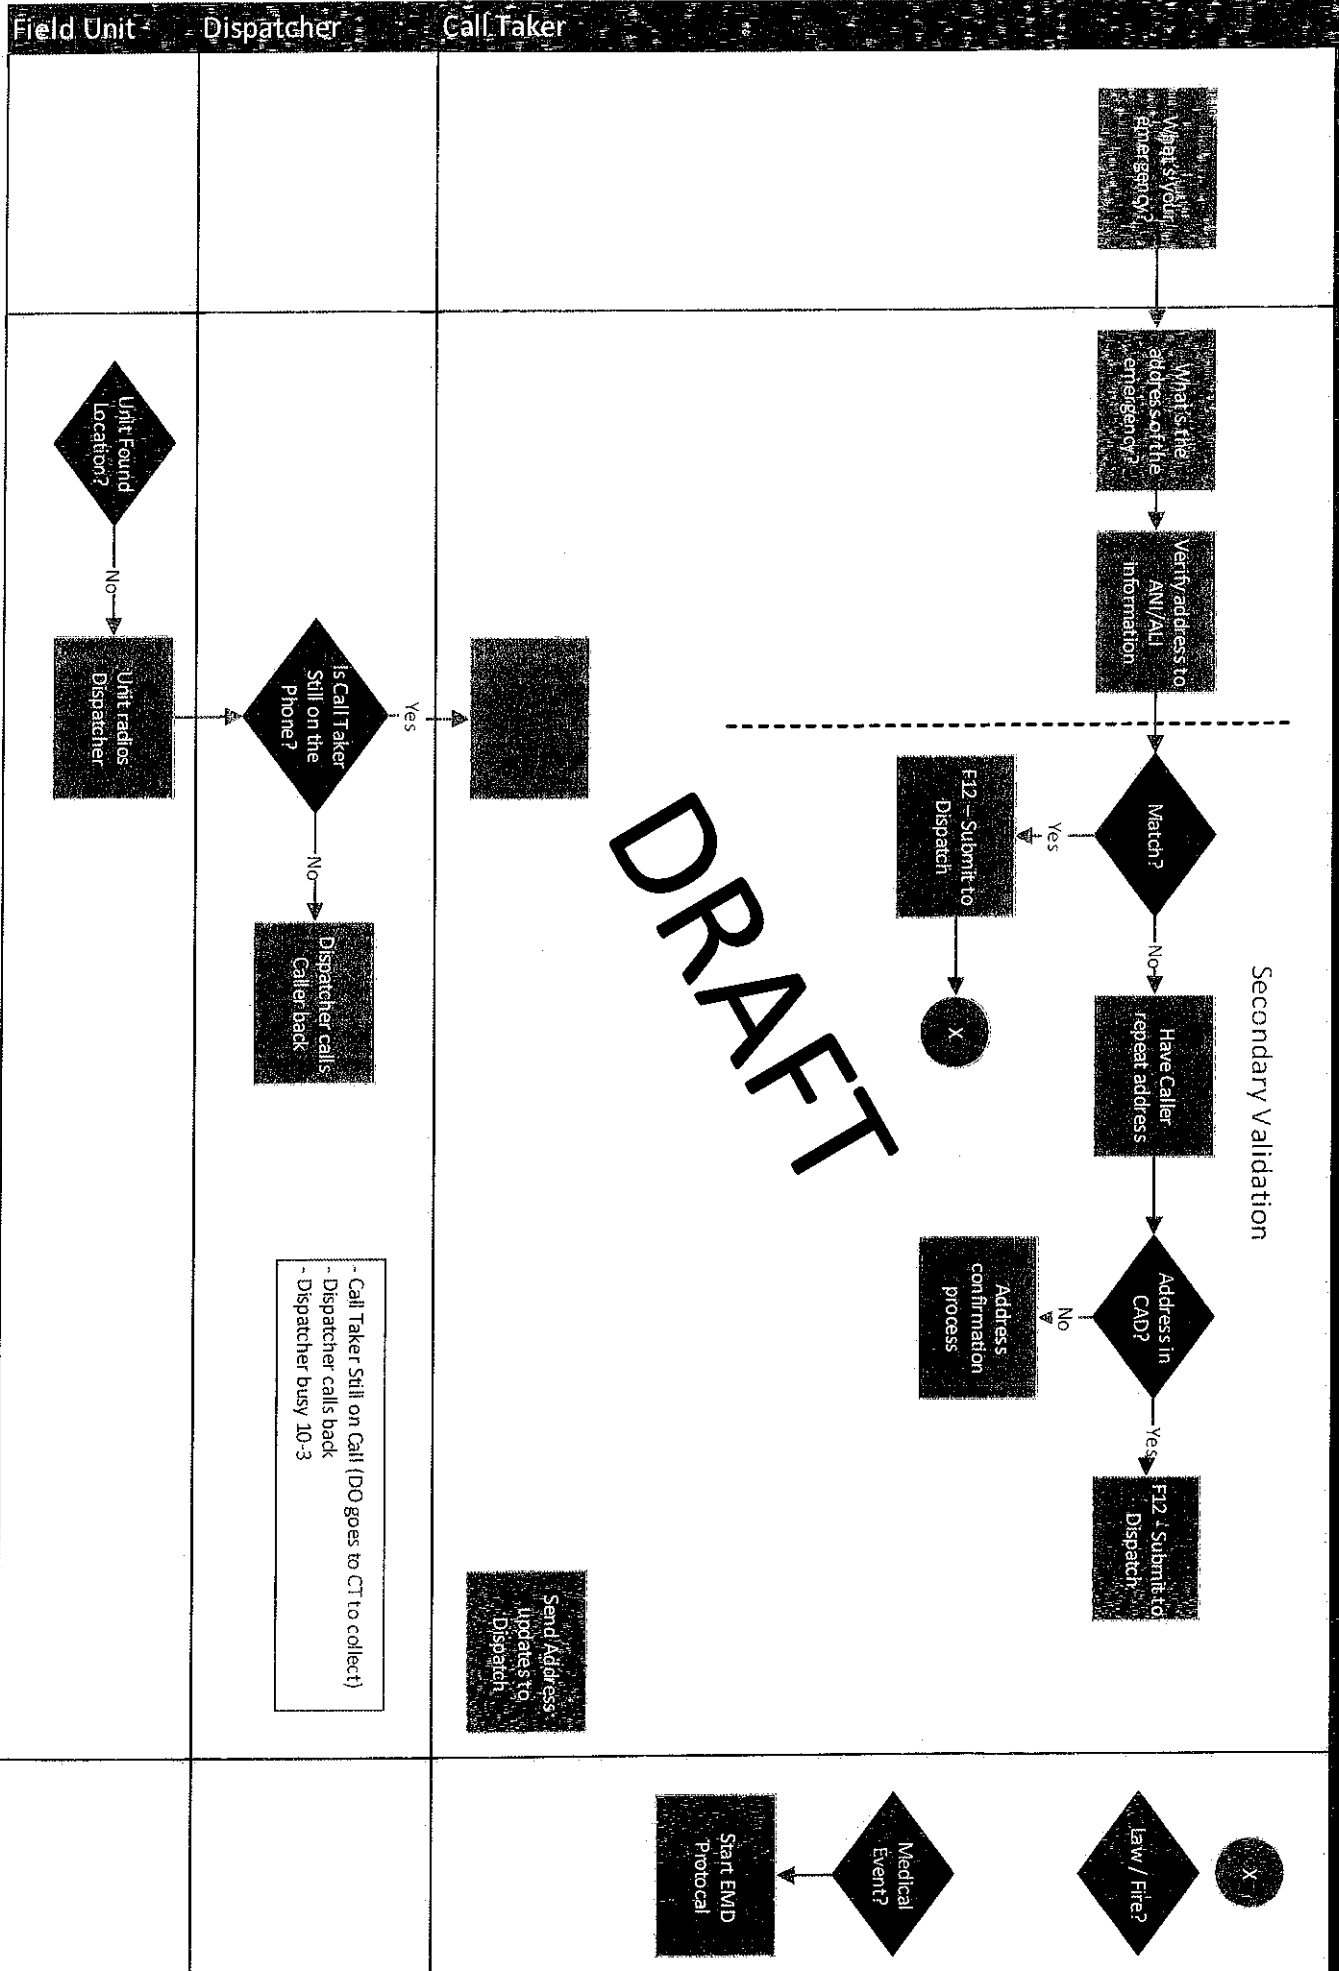 Call Taker
What's your
emergency?
What's the
address of the
emergency?
Verify address to
ANI/ALI
information
Secondary Validation
Match?
No
Have Caller
repeat address
Address in
CAD?
Yes
F12 – Submit to
Dispatch
X
Law / Fire?
Yes
F12 – Submit to
Dispatch
X
No
Address
confirmation
process
Medical
Event?
Start EMD
Protocal
DRAFT
Send Address
updates to
Dispatch
Dispatcher
Yes
Is Call Taker
Still on the
Phone?
No
Dispatcher calls
Caller back
- Call Taker Still on Call (DO goes to CT to collect)
- Dispatcher calls back
- Dispatcher busy 10-3
Field Unit
Unit Found
Location?
No
Unit radios
Dispatcher